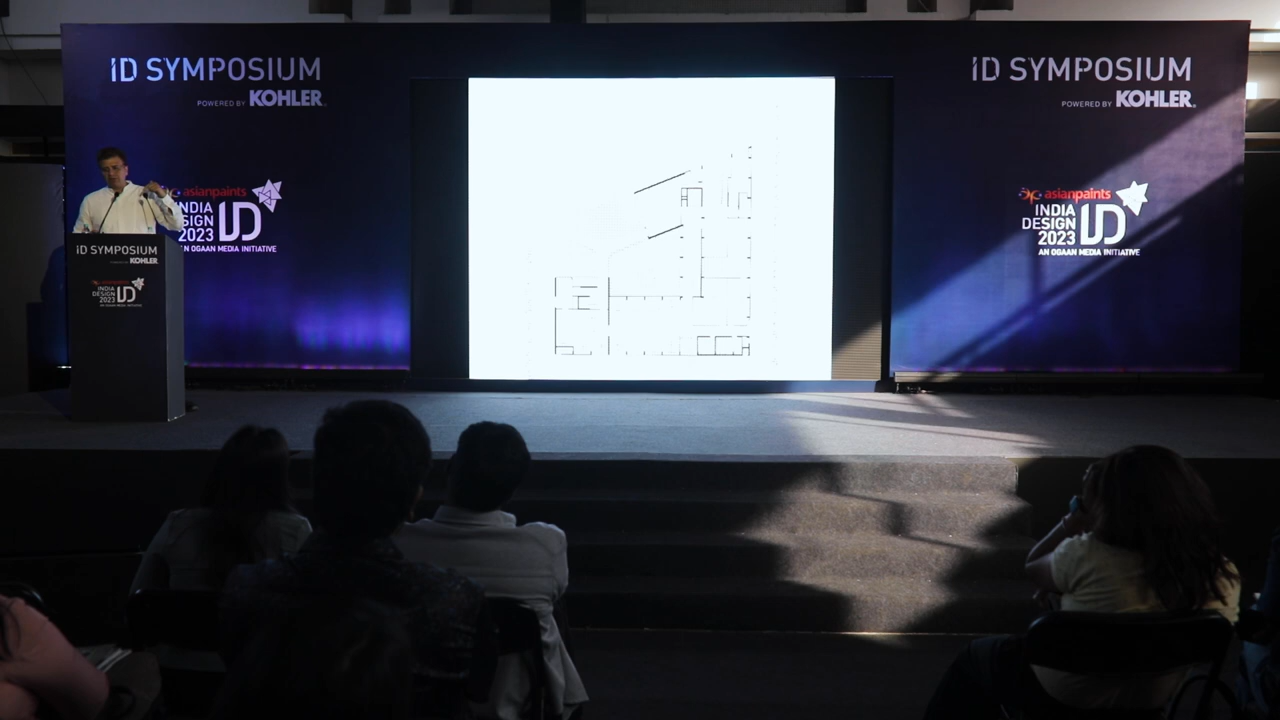 iD SYMPOSIUM
POWERED BY KOHLER
asianpaints
INDIA
DESIGN
2023
iD
AN OGAAN MEDIA INITIATIVE
iD SYMPOSIUM
POWERED BY KOHLER
asianpaints
INDIA
DESIGN
2023
iD
AN OGAAN MEDIA INITIATIVE
iD SYMPOSIUM
KOHLER
INDIA
DESIGN
2023
iD